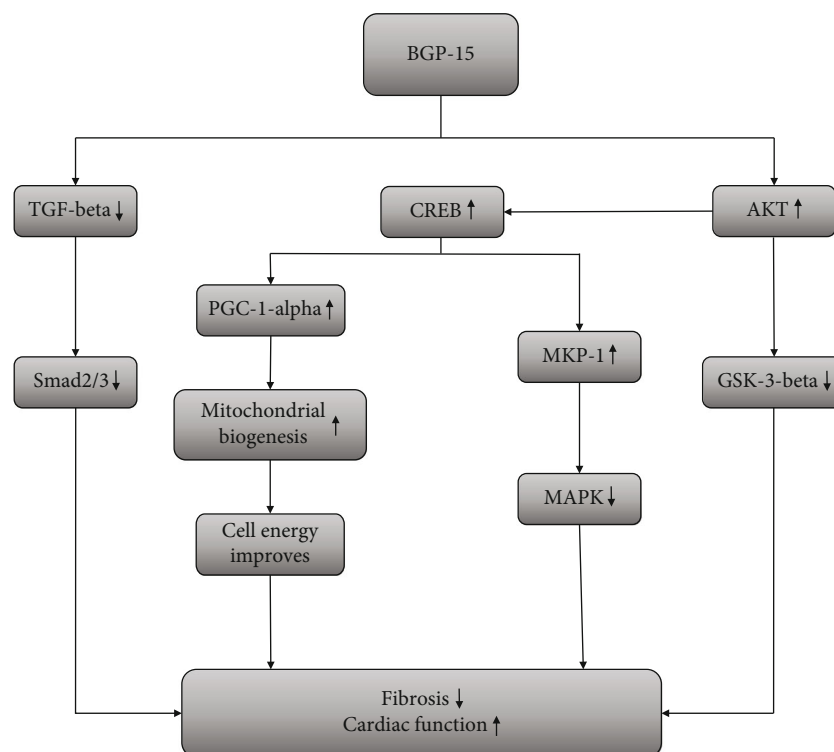 BGP-15
TGF-beta ↓
CREB ↑
AKT ↑
PGC-1-alpha ↑
MKP-1 ↑
Smad2/3 ↓
GSK-3-beta ↓
Mitochondrial
biogenesis ↑
MAPK ↓
Cell energy
improves
Fibrosis ↓
Cardiac function ↑